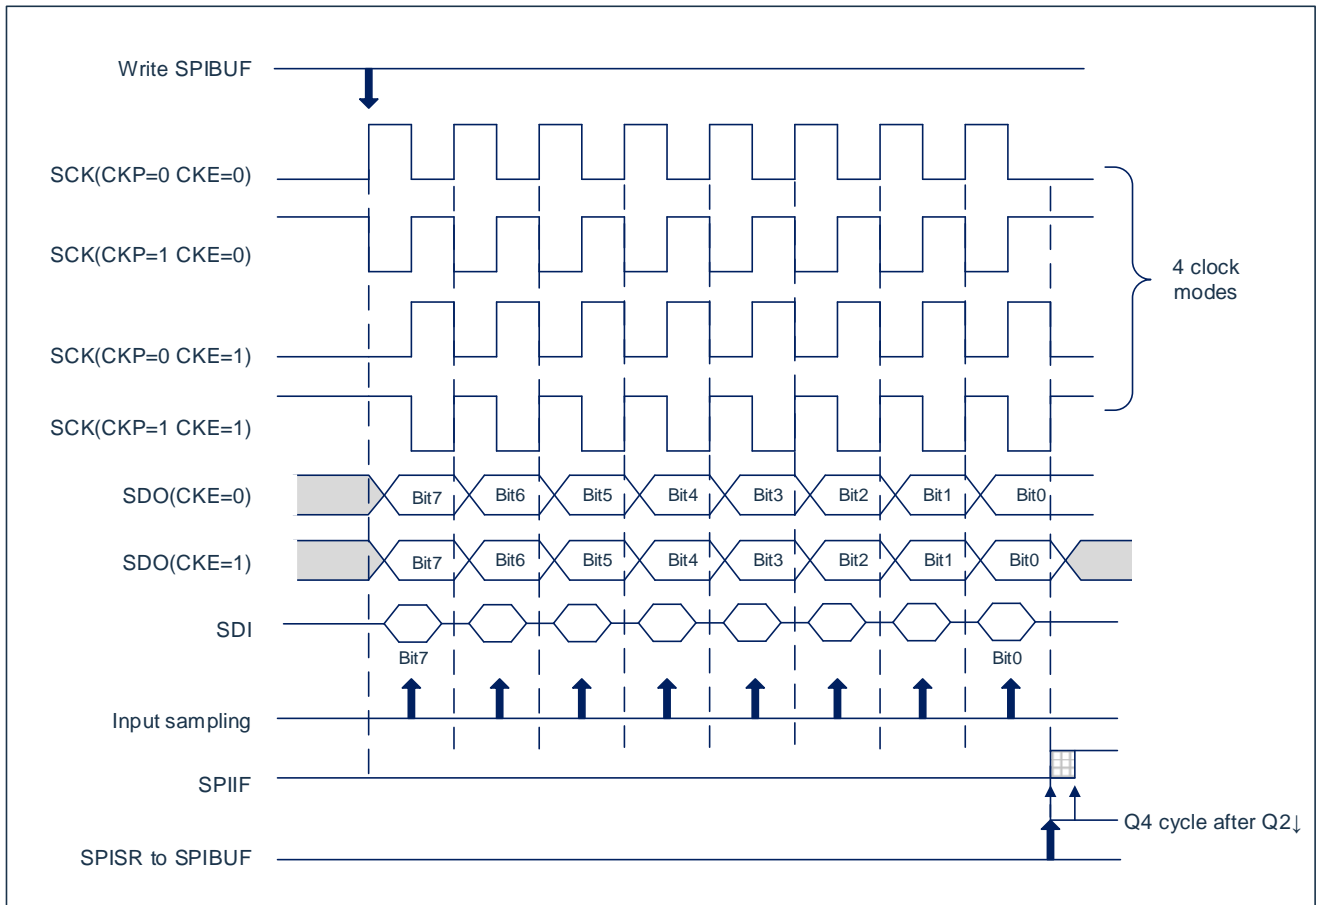 Write SPIBUF
SCK(CKP=0 CKE=0)
SCK(CKP=1 CKE=0)
4 clock
modes
SCK(CKP=0 CKE=1)
SCK(CKP=1 CKE=1)
SDO(CKE=0)
Bit7 Bit6 Bit5 Bit4 Bit3 Bit2 Bit1 Bit0
SDO(CKE=1)
Bit7 Bit6 Bit5 Bit4 Bit3 Bit2 Bit1 Bit0
SDI
Bit7 Bit0
Input sampling
SPIIF
Q4 cycle after Q2↓
SPISR to SPIBUF